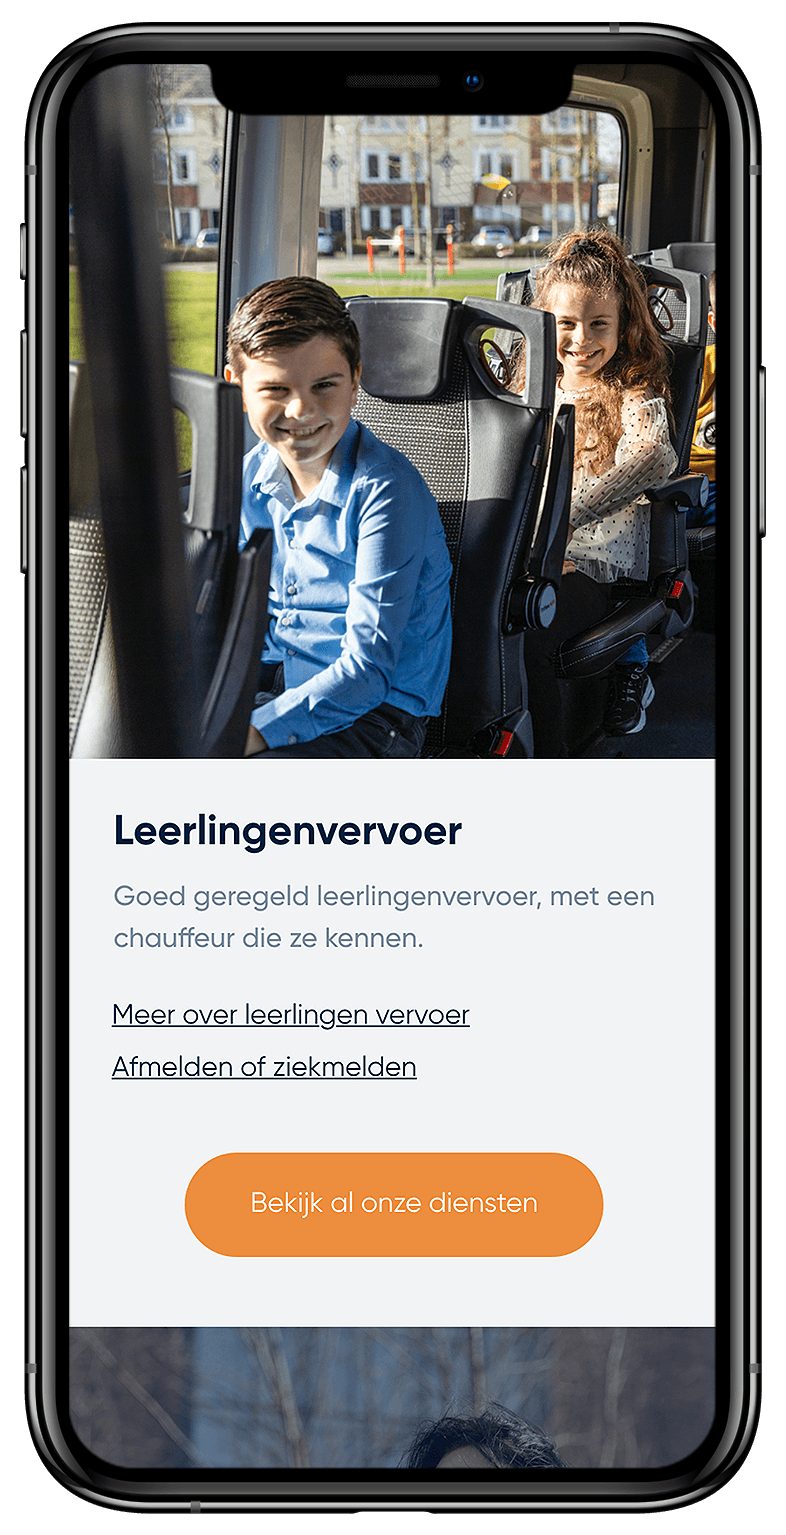 Leerlingenvervoer
Goed geregeld leerlingenvervoer, met een
chauffeur die ze kennen.
Meer over leerlingen vervoer
Afmelden of ziekmelden
Bekijk al onze diensten